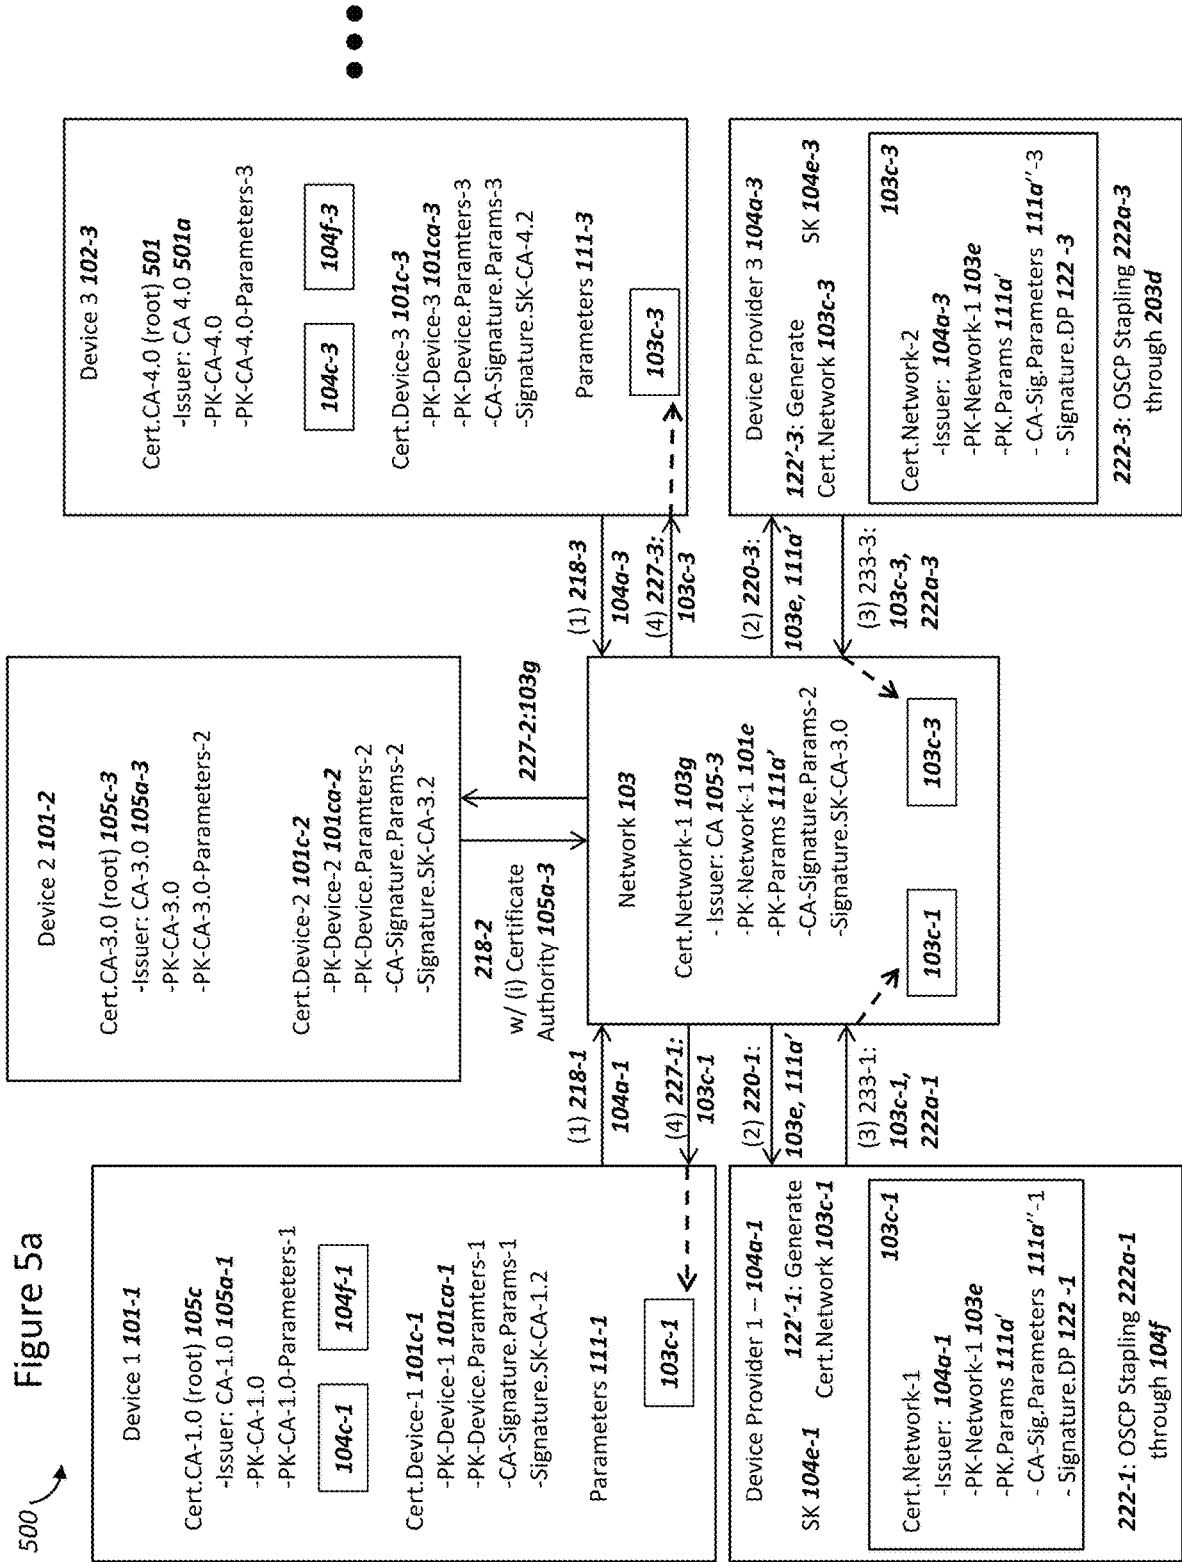 500
Figure 5a
Device 1 101-1
Cert.CA-1.0 (root) 105c
-Issuer: CA-1.0 105a-1
-PK-CA-1.0
-PK-CA-1.0-Parameters-1
104c-1
104f-1
Cert.Device-1 101c-1
-PK-Device-1 101ca-1
-PK-Device.Paramters-1
-CA-Signature.Params-1
-Signature.SK-CA-1.2
Parameters 111-1
103c-1
Device 2 101-2
Cert.CA-3.0 (root) 105c-3
-Issuer: CA-3.0 105a-3
-PK-CA-3.0
-PK-CA-3.0-Parameters-2
Cert.Device-2 101c-2
-PK-Device-2 101ca-2
-PK-Device.Paramters-2
-CA-Signature.Params-2
-Signature.SK-CA-3.2
Device 3 102-3
Cert.CA-4.0 (root) 501
-Issuer: CA 4.0 501a
-PK-CA-4.0
-PK-CA-4.0-Parameters-3
104c-3
104f-3
Cert.Device-3 101c-3
-PK-Device-3 101ca-3
-PK-Device.Paramters-3
-CA-Signature.Params-3
-Signature.SK-CA-4.2
Parameters 111-3
103c-3
218-2
w/ (i) Certificate
Authority 105a-3
227-2:103g
(1) 218-1
104a-1
(4) 227-1:
103c-1
(2) 220-1:
103e, 111a'
(3) 233-1:
103c-1,
222a-1
Network 103
Cert.Network-1 103g
- Issuer: CA 105-3
-PK-Network-1 101e
-PK-Params 111a'
-CA-Signature.Params-2
-Signature.SK-CA-3.0
103c-1
103c-3
(1) 218-3
104a-3
(4) 227-3:
103c-3
(2) 220-3:
103e, 111a'
(3) 233-3:
103c-3,
222a-3
Device Provider 1 – 104a-1
SK 104e-1
122'-1: Generate
Cert.Network 103c-1
103c-1
Cert.Network-1
-Issuer: 104a-1
-PK-Network-1 103e
-PK.Params 111a'
- CA-Sig.Parameters 111a''-1
- Signature.DP 122 -1
222-1: OSCP Stapling 222a-1
through 104f
Device Provider 3 104a-3
122'-3: Generate
Cert.Network 103c-3
SK 104e-3
103c-3
Cert.Network-2
-Issuer: 104a-3
-PK-Network-1 103e
-PK.Params 111a'
- CA-Sig.Parameters 111a''-3
- Signature.DP 122 -3
222-3: OSCP Stapling 222a-3
through 203d